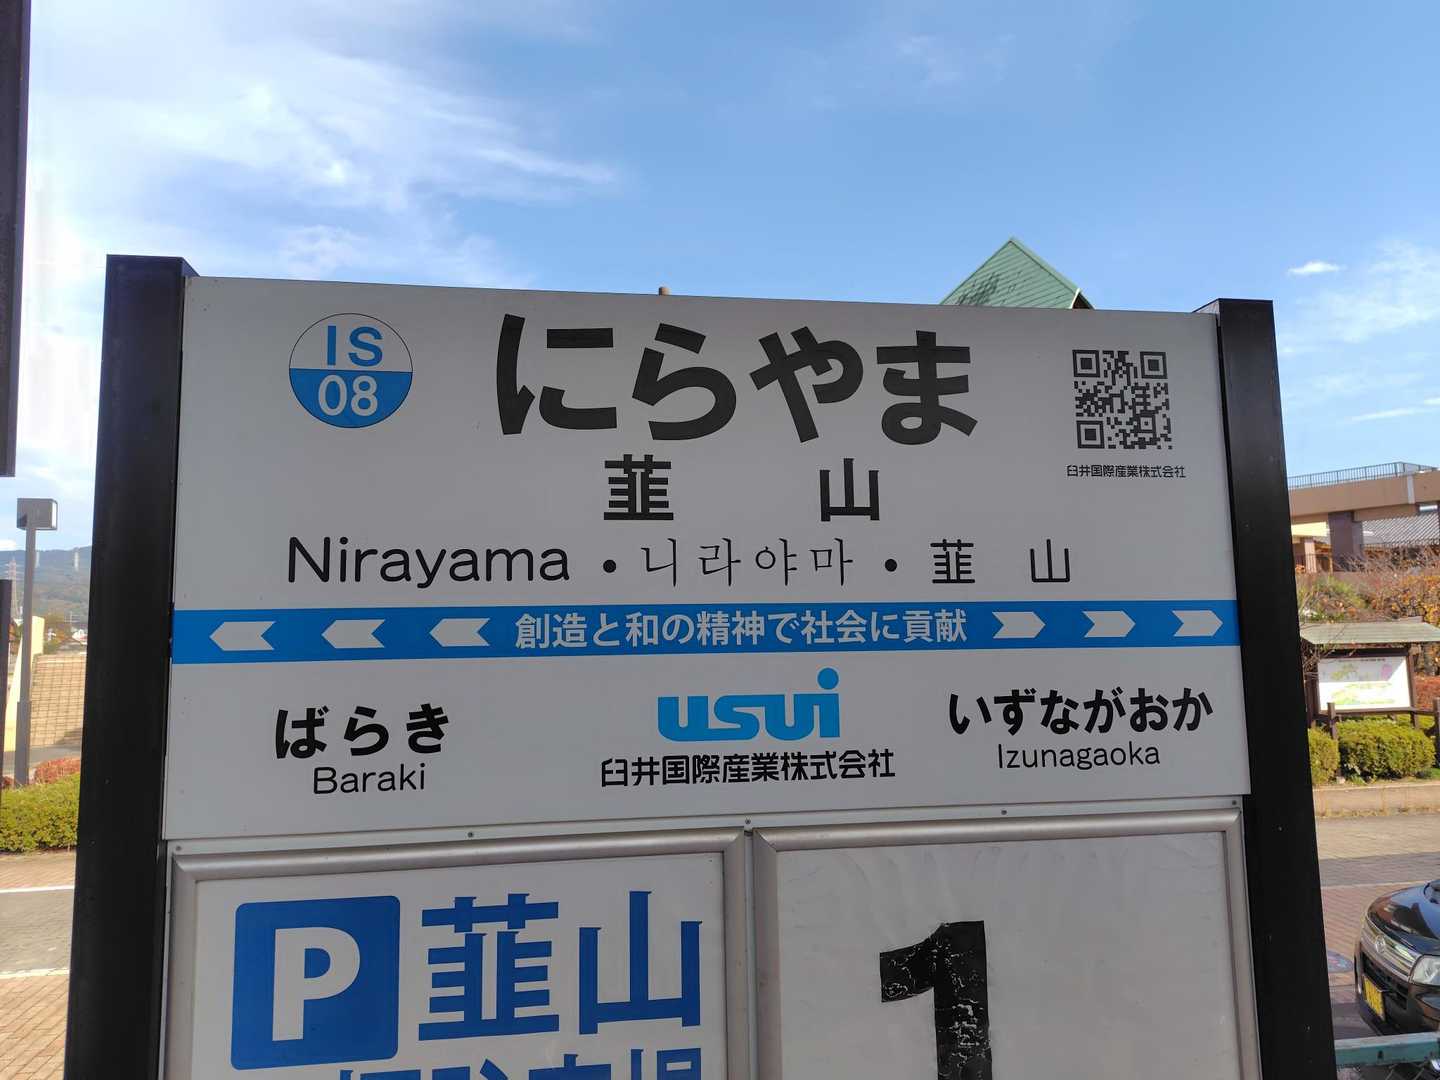 IS
08
にらやま
韮 山
臼井国際産業株式会社
Nirayama・니라야마・韮 山
創造と和の精神で社会に貢献
ばらき
Baraki
usui
臼井国際産業株式会社
いずながおか
Izunagaoka
P 韮山
1